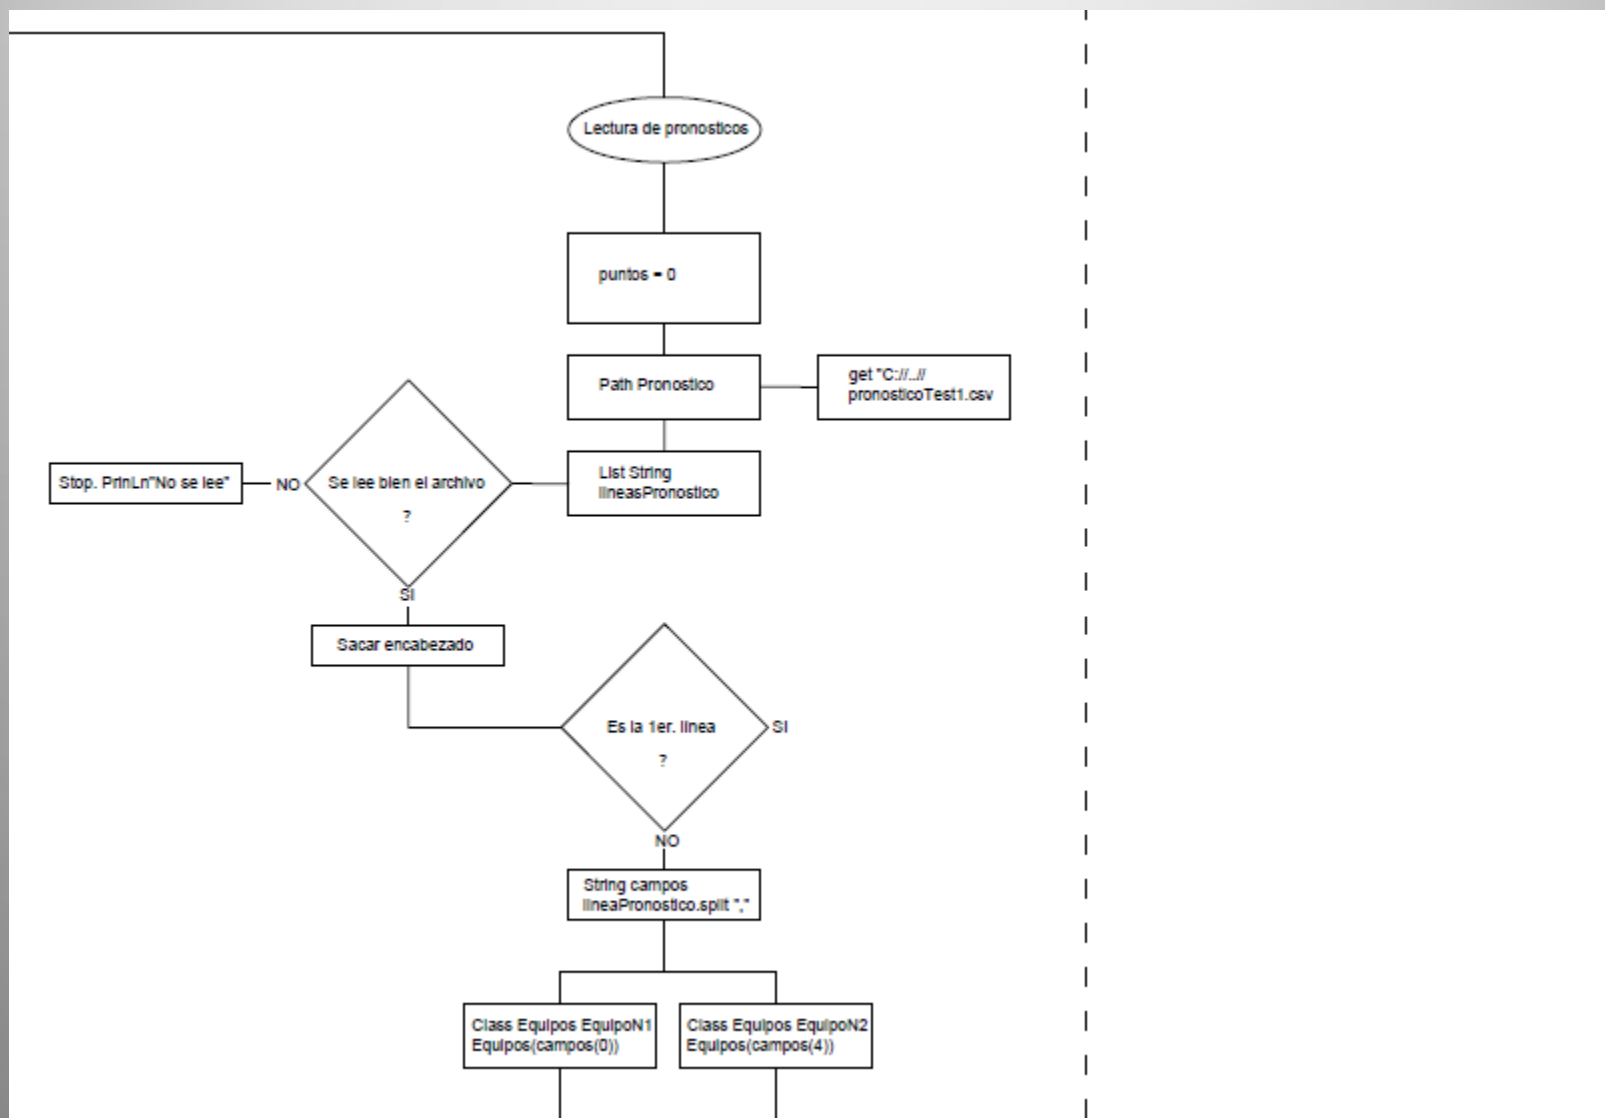 Lectura de pronosticos
puntos = 0
Path Pronostico
get "C://..//
pronosticoTest1.csv
List String
lineasPronostico
Se lee bien el archivo
?
NO
Stop. PrinLn"No se lee"
SI
Sacar encabezado
Es la 1er. linea
?
SI
NO
String campos
lineaPronostico.split ","
Class Equipos EquipoN1
Equipos(campos(0))
Class Equipos EquipoN2
Equipos(campos(4))